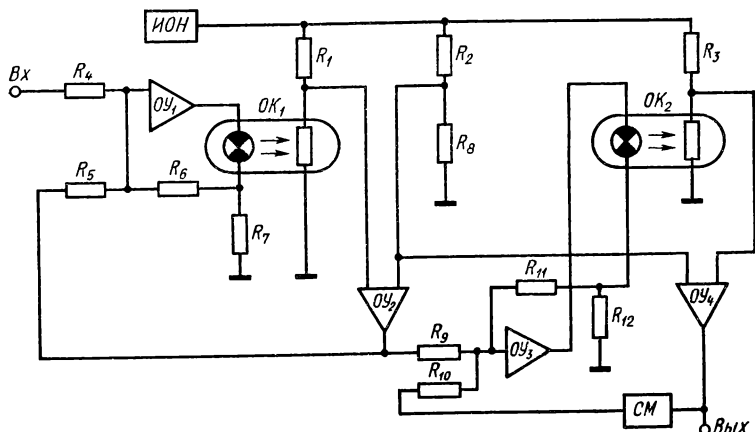 ИОН
Вх
R4
ОУ1
ОК1
R1
R2
R3
ОК2
R5
R6
R7
R8
ОУ2
R11
ОУ4
R9
R10
ОУ3
R12
СМ
Вых